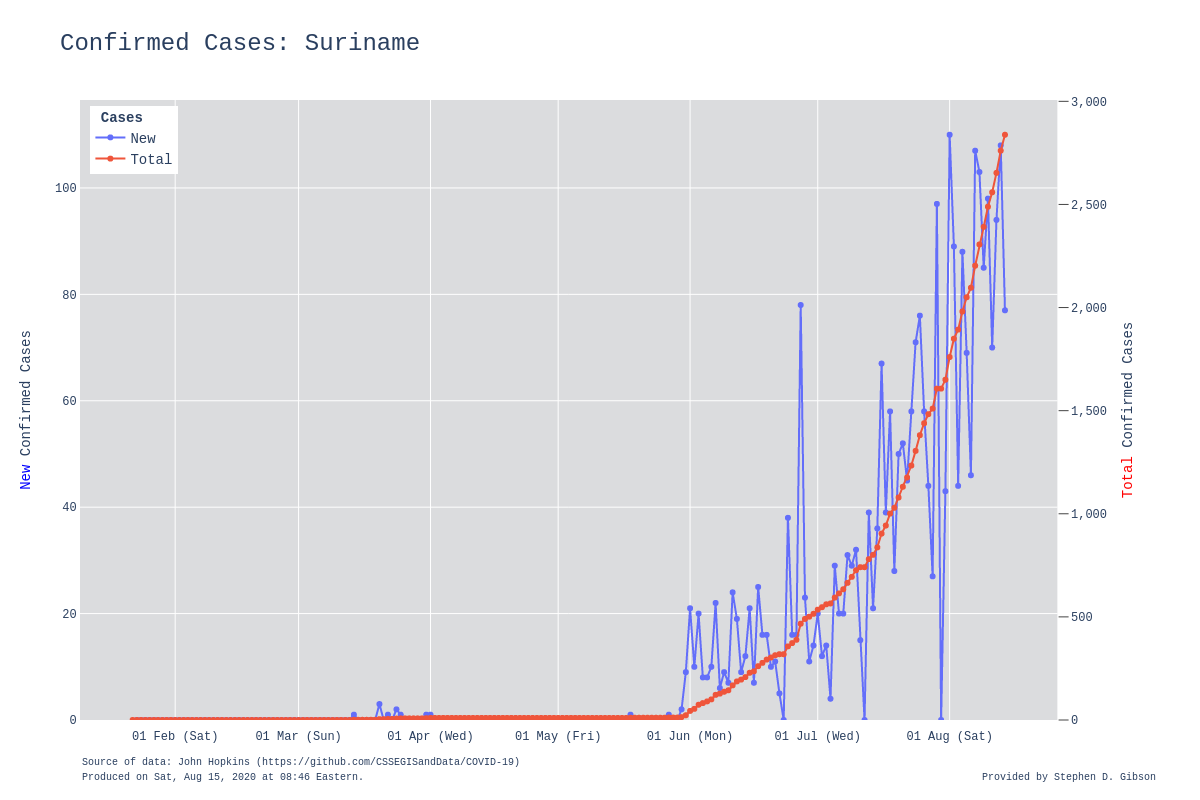 Confirmed Cases: Suriname
Cases
New
Total
3,000
2,500
2,000
1,500
1,000
500
0
100
80
60
40
20
0
New Confirmed Cases
Total Confirmed Cases
01 Feb (Sat)
01 Mar (Sun)
01 Apr (Wed)
01 May (Fri)
01 Jun (Mon)
01 Jul (Wed)
01 Aug (Sat)
Source of data: John Hopkins (https://github.com/CSSEGISandData/COVID-19)
Produced on Sat, Aug 15, 2020 at 08:46 Eastern.
Provided by Stephen D. Gibson